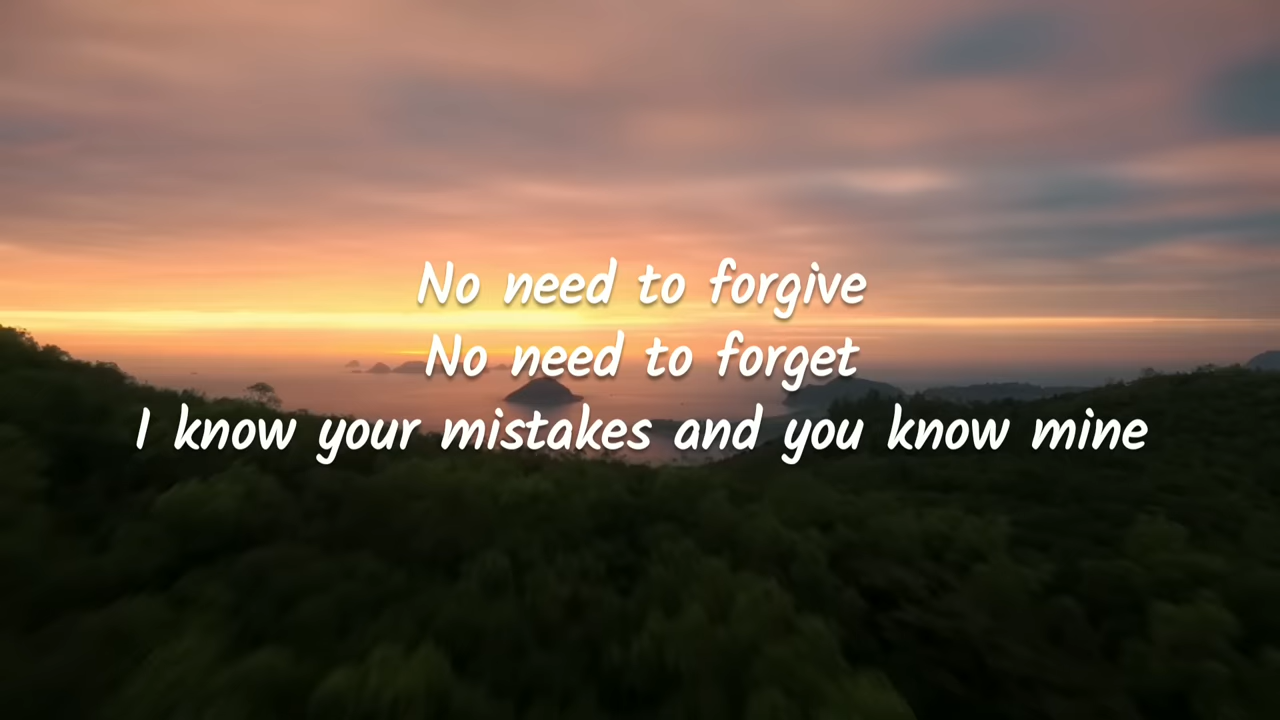 No need to forgive
No need to forget
I know your mistakes and you know mine